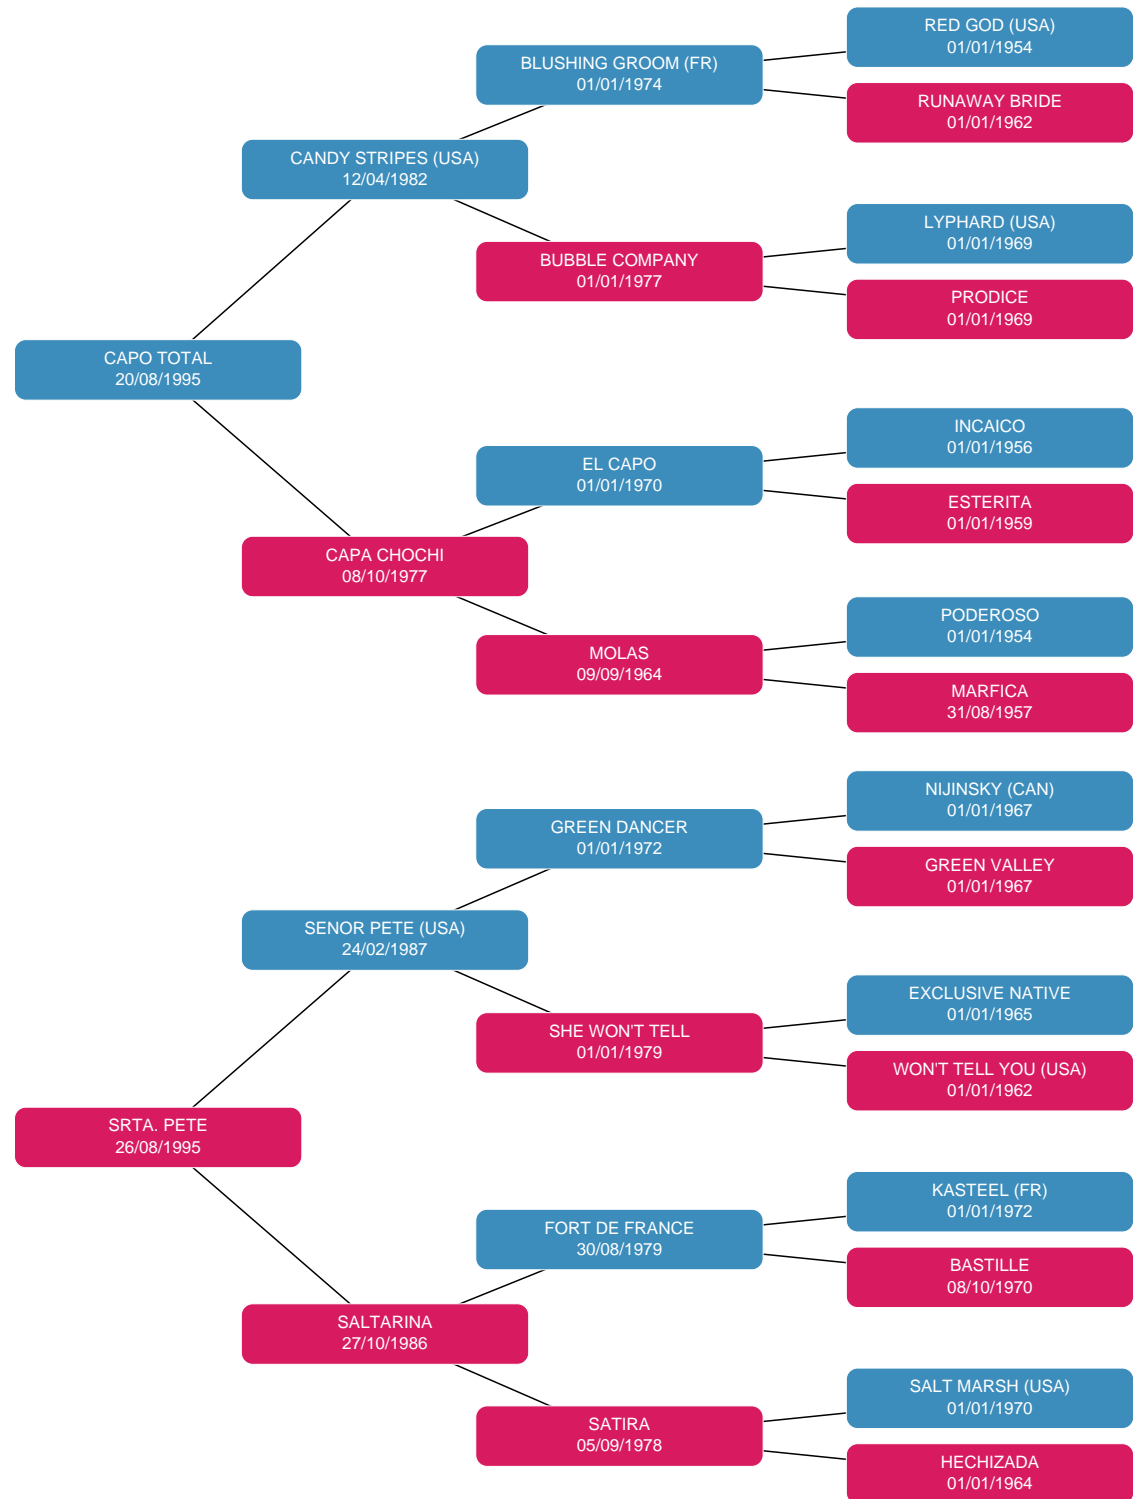 RED GOD (USA)
01/01/1954
BLUSHING GROOM (FR)
01/01/1974
RUNAWAY BRIDE
01/01/1962
CANDY STRIPES (USA)
12/04/1982
LYPHARD (USA)
01/01/1969
BUBBLE COMPANY
01/01/1977
PRODICE
01/01/1969
CAPO TOTAL
20/08/1995
INCAICO
01/01/1956
EL CAPO
01/01/1970
ESTERITA
01/01/1959
CAPA CHOCHI
08/10/1977
PODEROSO
01/01/1954
MOLAS
09/09/1964
MARFICA
31/08/1957
NIJINSKY (CAN)
01/01/1967
GREEN DANCER
01/01/1972
GREEN VALLEY
01/01/1967
SENOR PETE (USA)
24/02/1987
EXCLUSIVE NATIVE
01/01/1965
SHE WON'T TELL
01/01/1979
WON'T TELL YOU (USA)
01/01/1962
SRTA. PETE
26/08/1995
KASTEEL (FR)
01/01/1972
FORT DE FRANCE
30/08/1979
BASTILLE
08/10/1970
SALTARINA
27/10/1986
SALT MARSH (USA)
01/01/1970
SATIRA
05/09/1978
HECHIZADA
01/01/1964